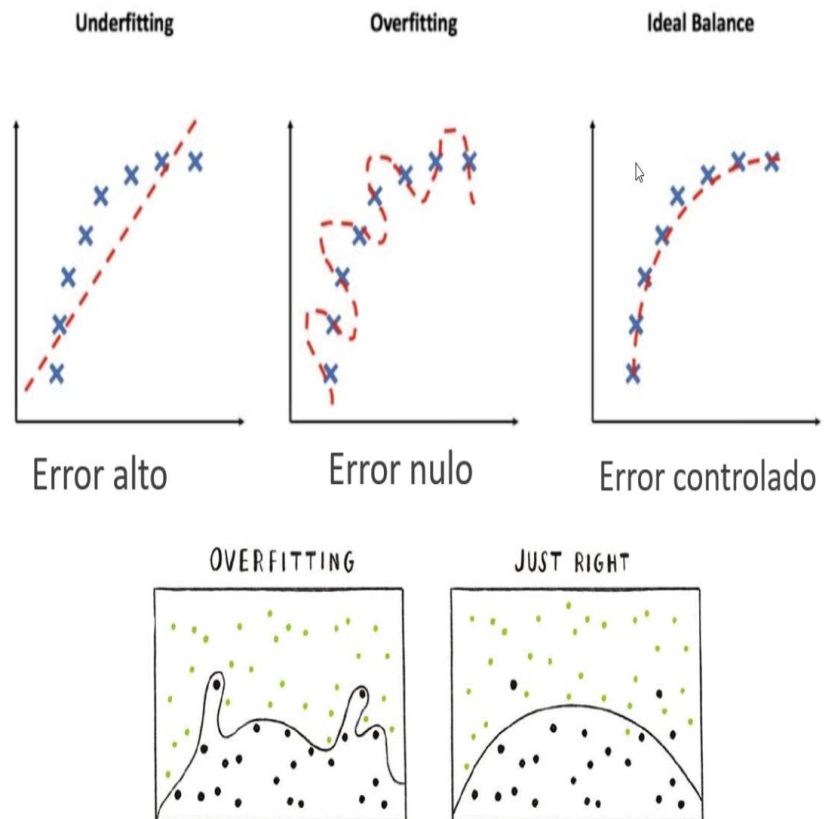 Underfitting
Overfitting
Ideal Balance
Error alto
Error nulo
Error controlado
OVERFITTING
JUST RIGHT